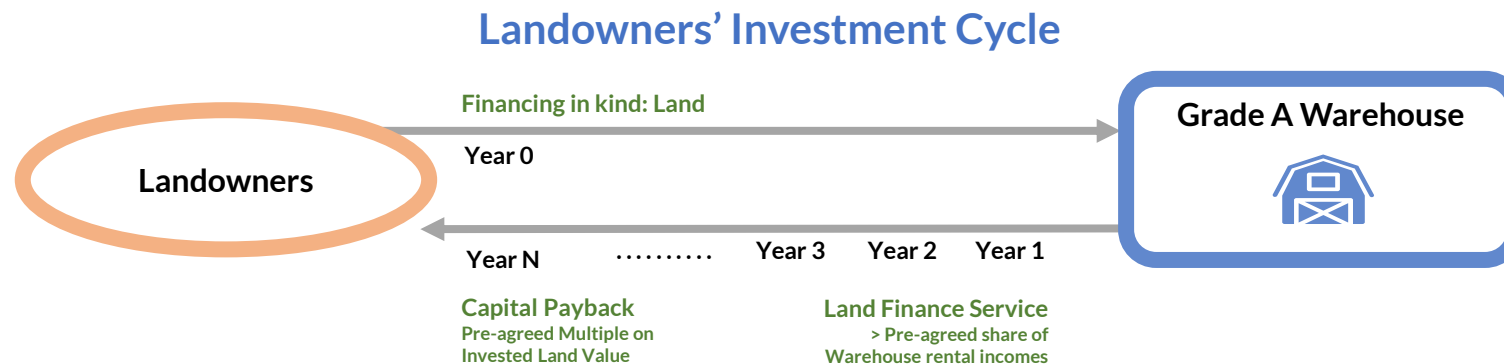 Landowners’ Investment Cycle
Financing in kind: Land
Grade A Warehouse
Year 0
Landowners
Year N ………. Year 3 Year 2 Year 1
Capital Payback
Pre-agreed Multiple on
Invested Land Value
Land Finance Service
> Pre-agreed share of
Warehouse rental incomes